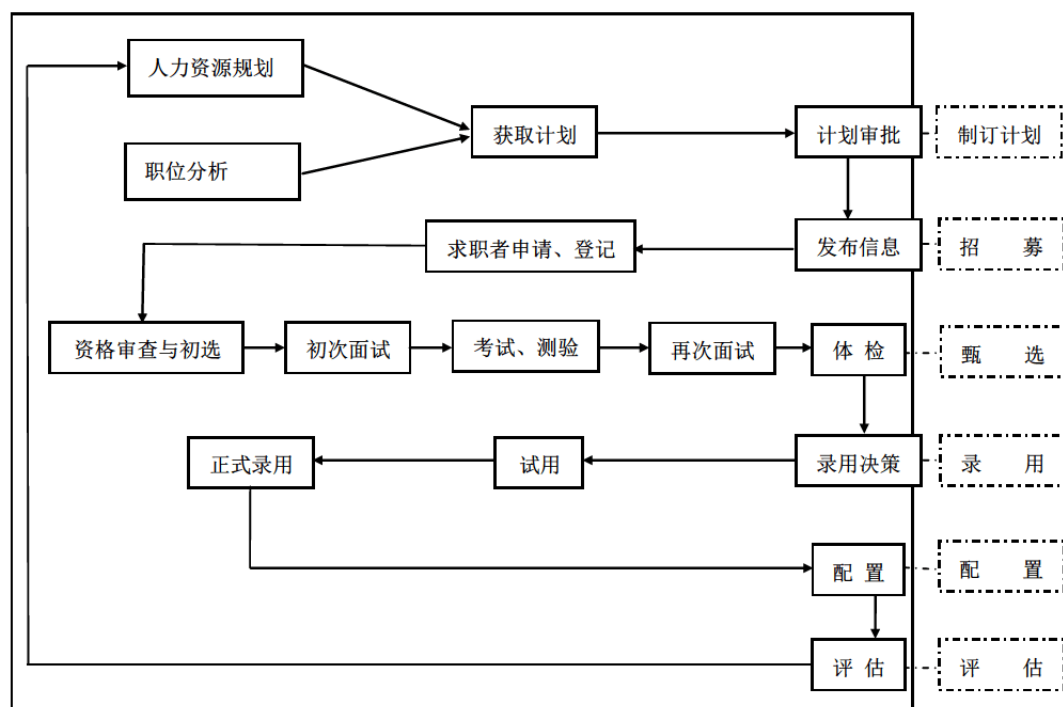 人力资源规划
获取计划
计划审批
制订计划
职位分析
求职者申请、登记
发布信息
招 募
资格审查与初选
初次面试
考试、测验
再次面试
体 检
甄 选
正式录用
试用
录用决策
录 用
配 置
配 置
评 估
评 估